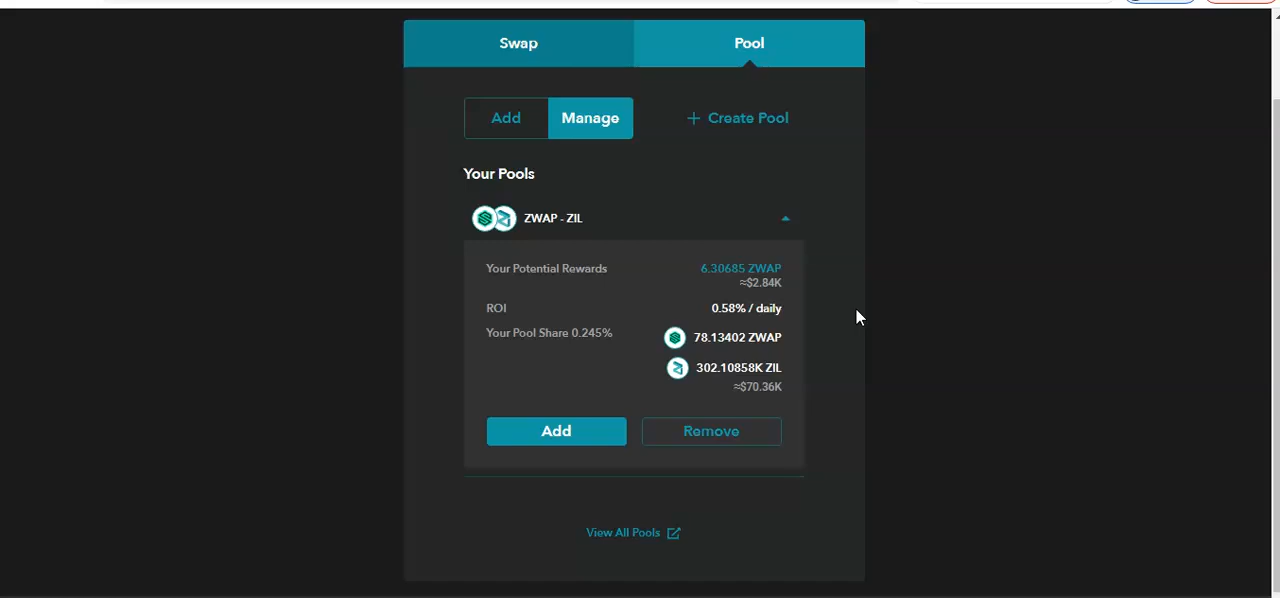 Swap
Pool
Add
Manage
+ Create Pool
Your Pools
ZWAP - ZIL
Your Potential Rewards
6.30685 ZWAP
≈$2.84K
ROI
0.58% / daily
Your Pool Share 0.245%
78.13402 ZWAP
302.10858K ZIL
≈$70.36K
Add
Remove
View All Pools